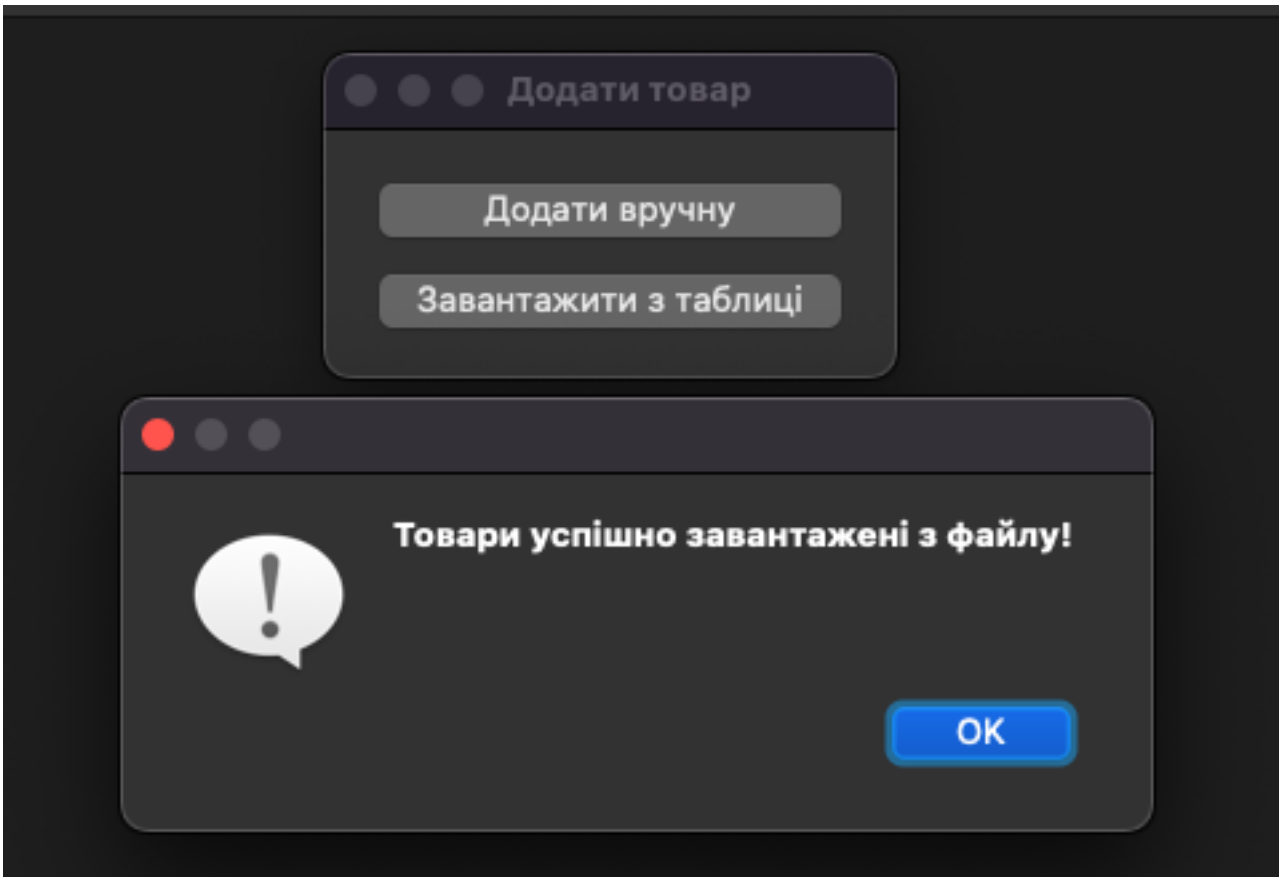 Додати товар
Додати вручну
Завантажити з таблиці
Товари успішно завантажені з файлу!
OK